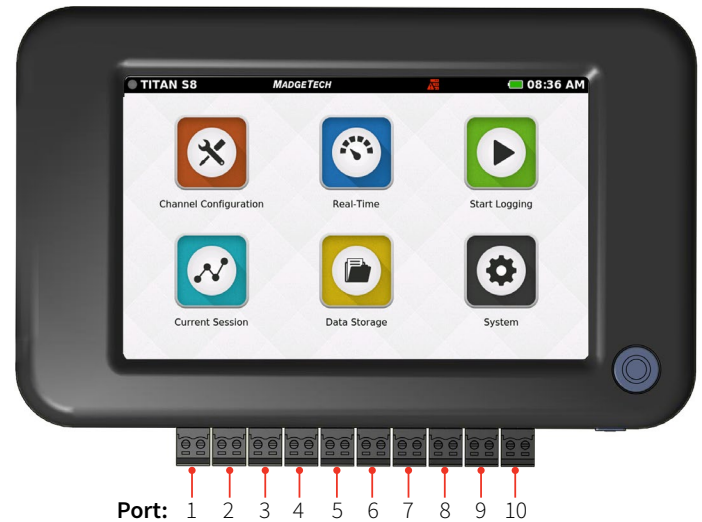 TITAN S8 MADGETECH 08:36 AM
Channel Configuration Real-Time Start Logging
Current Session Data Storage System
Port: 1 2 3 4 5 6 7 8 9 10